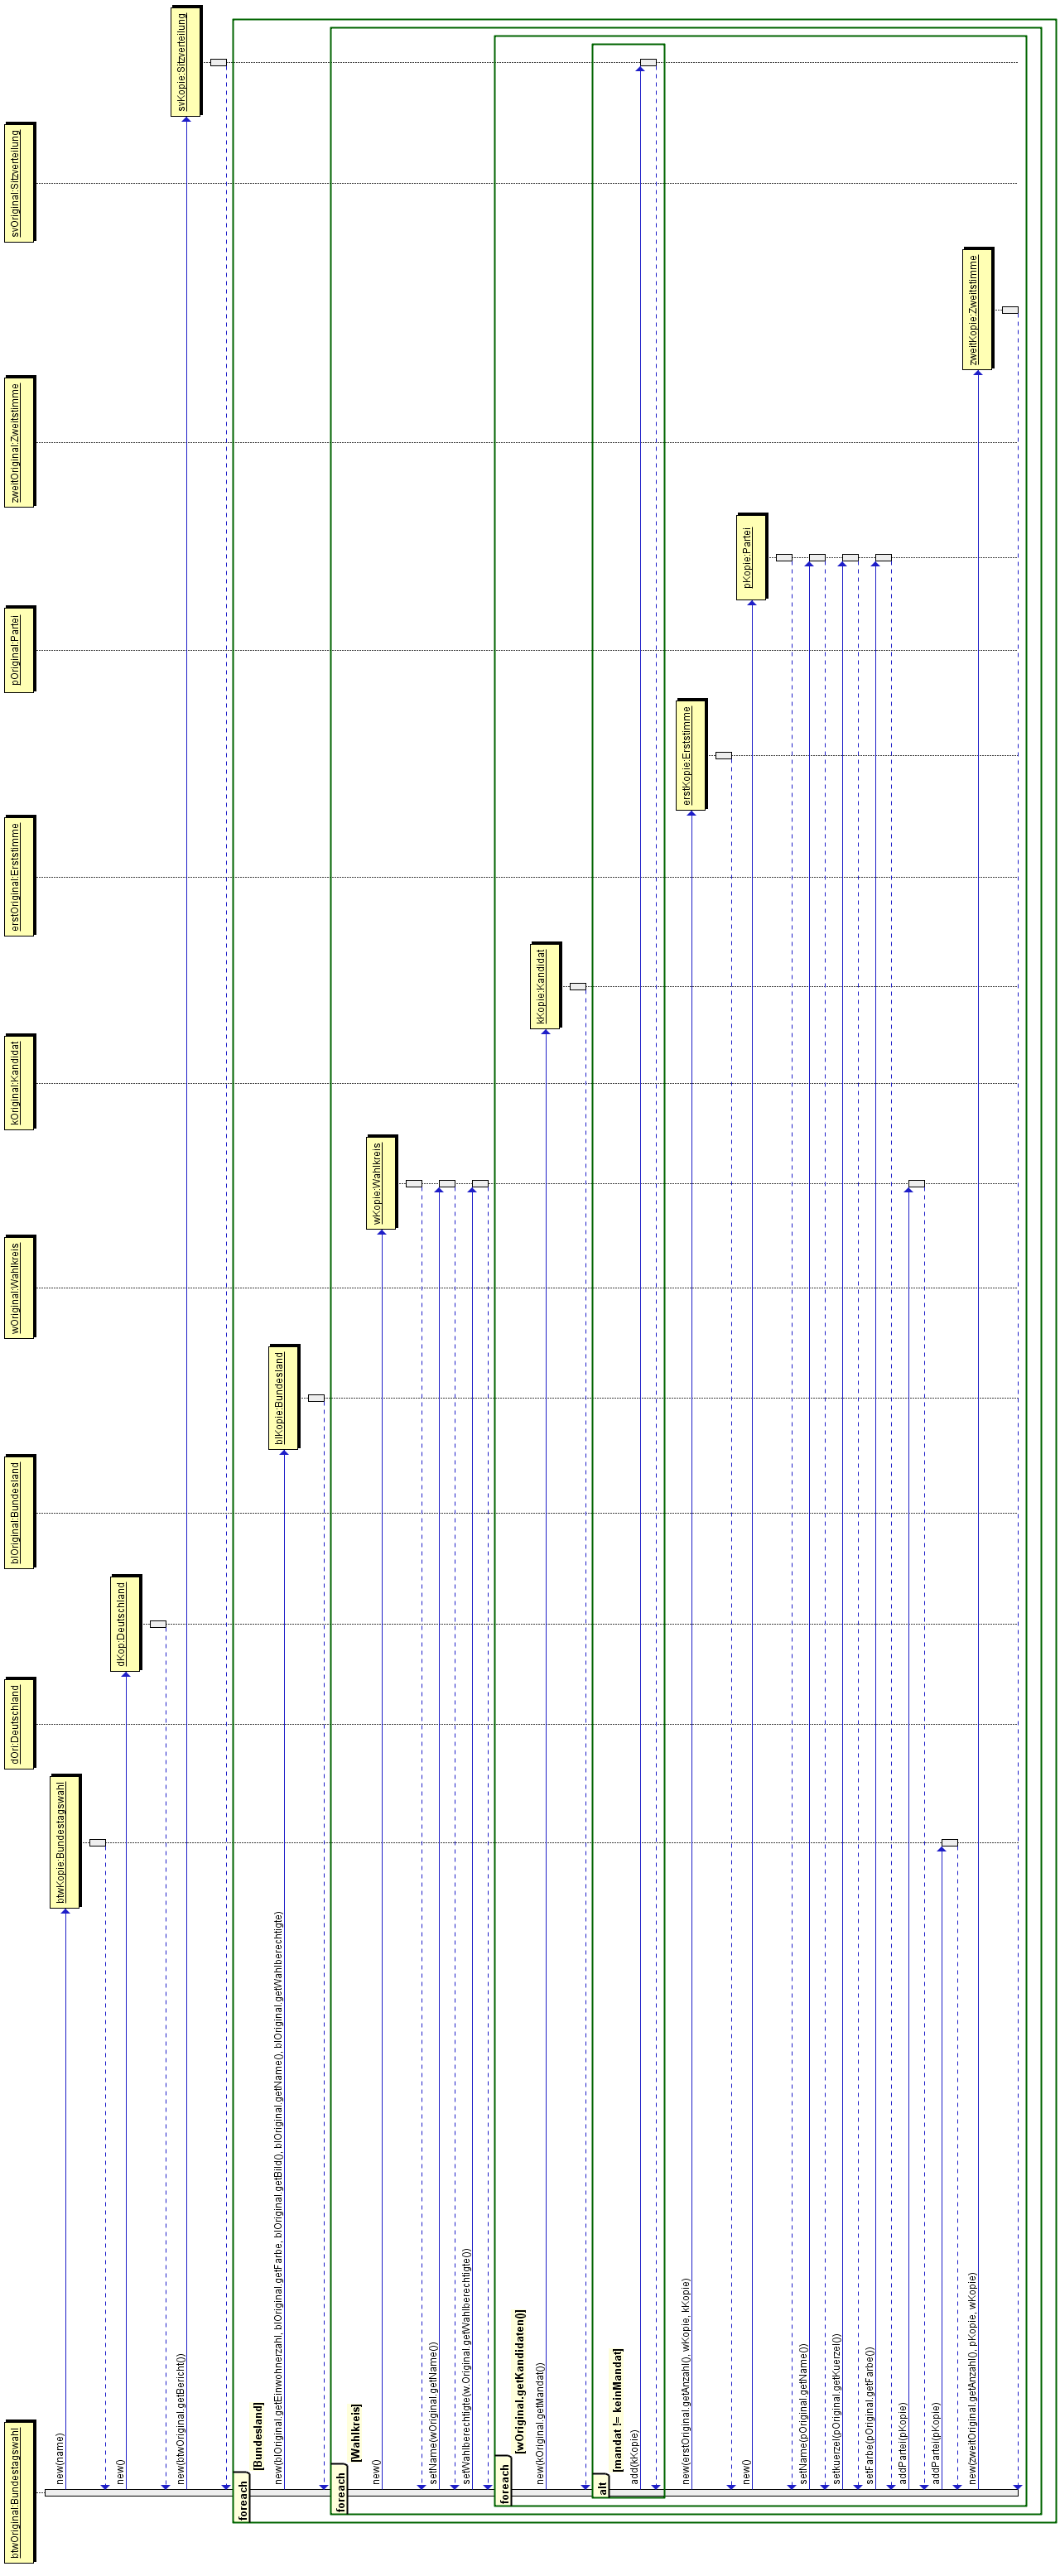 btwOriginal:Bundestagswahl
dOri:Deutschland
blOriginal:Bundesland
wOriginal:Wahlkreis
kOriginal:Kandidat
erstOriginal:Erststimme
pOriginal:Partei
zweitOriginal:Zweitstimme
svOriginal:Sitzverteilung
new(name)
btwKopie:Bundestagswahl
new()
dKop:Deutschland
new(btwOriginal.getBericht())
svKopie:Sitzverteilung
foreach
[Bundesland]
new(blOriginal.getEinwohnerzahl, blOriginal.getFarbe, blOriginal.getBild(), blOriginal.getName(), blOriginal.getWahlberechtigte)
blKopie:Bundesland
foreach
[Wahlkreis]
new()
wKopie:Wahlkreis
setName(wOriginal.getName())
setWahlberechtigte(w.Original.getWahlberechtigte())
foreach
[wOriginal.getKandidaten()]
new(kOriginal.getMandat())
kKopie:Kandidat
alt
[mandat != keinMandat]
add(kKopie)
new(erstOriginal.getAnzahl(), wKopie, kKopie)
erstKopie:Erststimme
new()
pKopie:Partei
setName(pOriginal.getName())
setkuerzel(pOriginal.getKuerzel())
setFarbe(pOriginal.getFarbe())
addPartei(pKopie)
addPartei(pKopie)
new(zweitOriginal.getAnzahl(), pKopie, wKopie)
zweitKopie:Zweitstimme